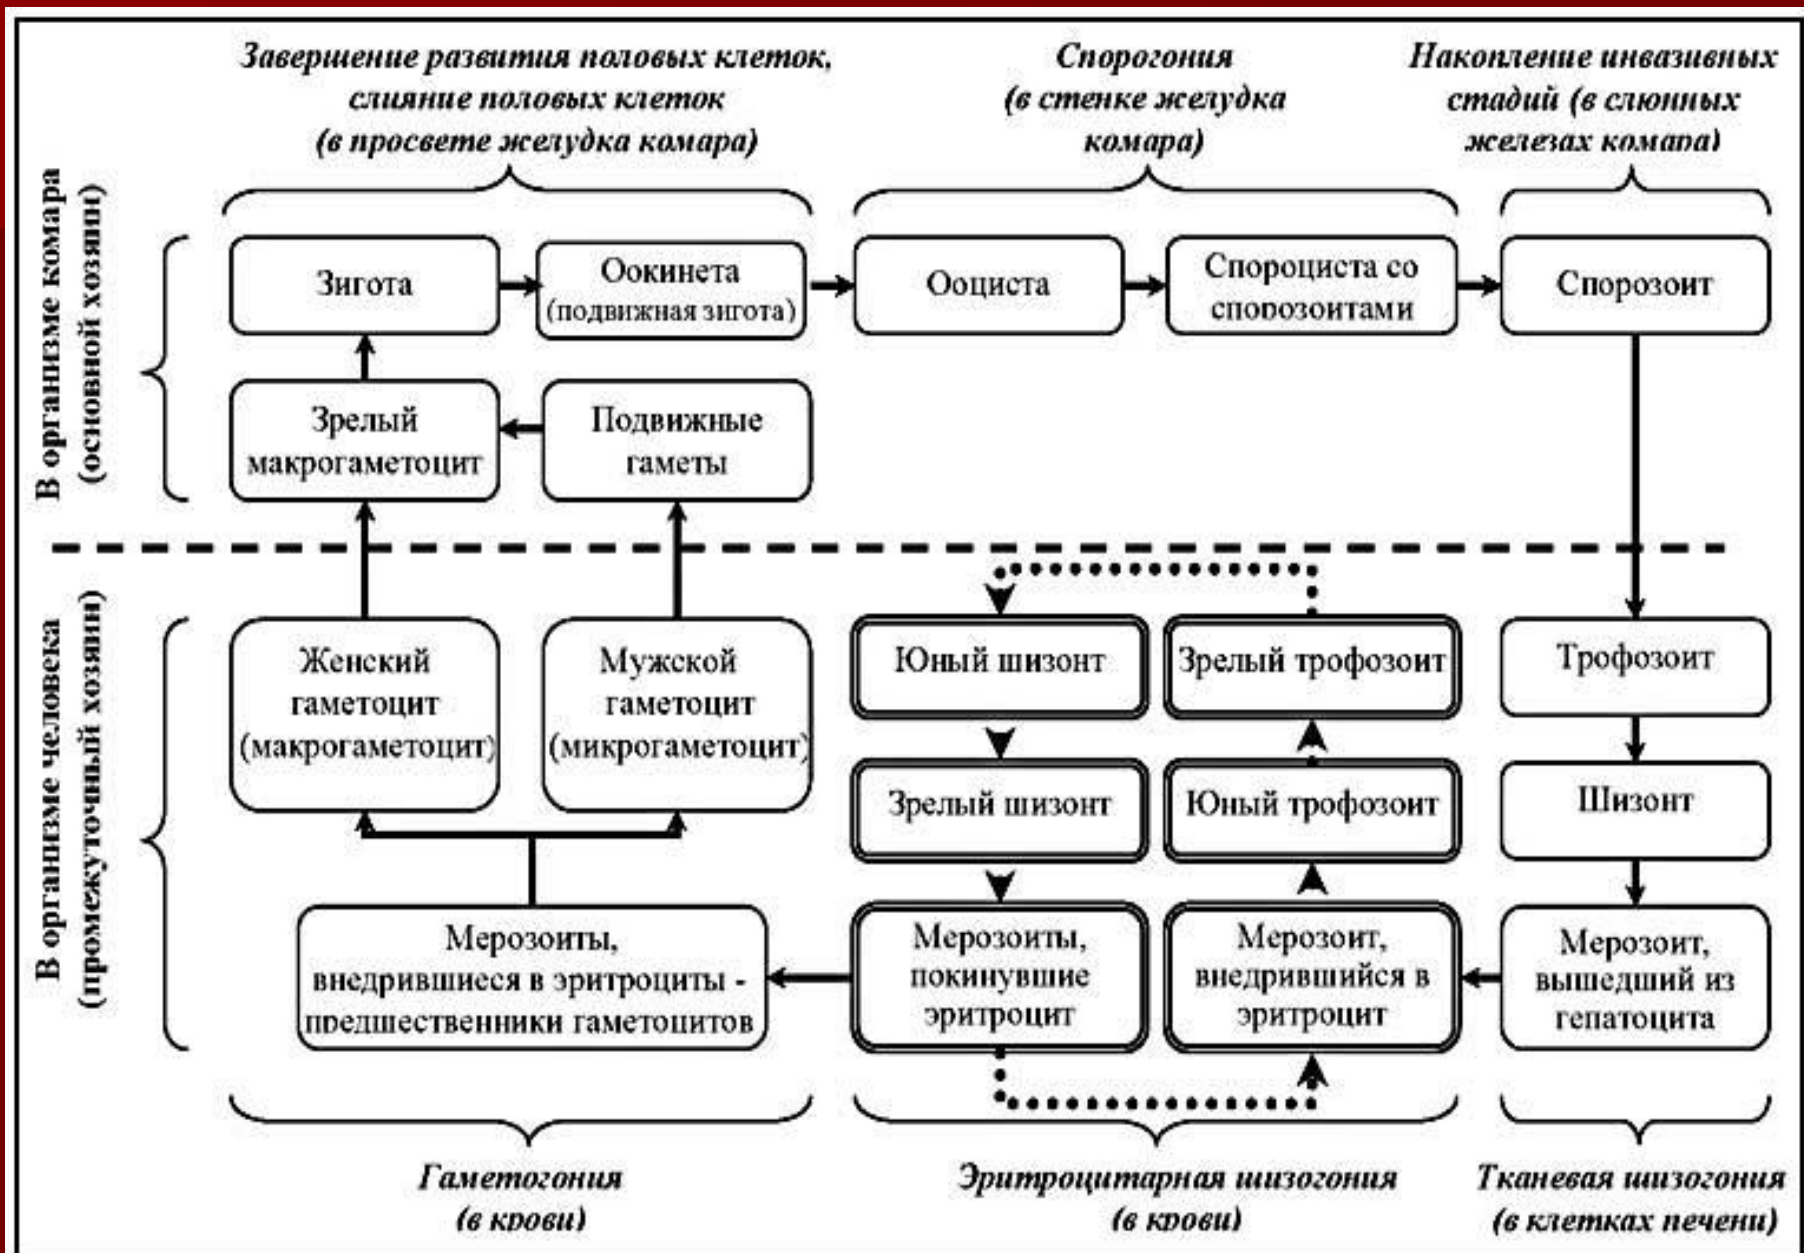 Завершение развития половых клеток,
слияние половых клеток
(в просвете желудка комара)
Спорогония
(в стенке желудка
комара)
Накопление инвазивных
стадий (в слюнных
железах комара)
В организме комара
(основной хозяин)
Зигота
Оокинета
(подвижная зигота)
Ооциста
Спороциста со
спорозоитами
Спорозоит
Зрелый
макрогаметоцит
Подвижные
гаметы
В организме человека
(промежуточный хозяин)
Женский
гаметоцит
(макрогаметоцит)
Мужской
гаметоцит
(микрогаметоцит)
Юный шизонт
Зрелый трофозоит
Трофозоит
Зрелый шизонт
Юный трофозоит
Шизонт
Мерозоиты,
внедрившиеся в эритроциты -
предшественники гаметоцитов
Мерозоиты,
покинувшие
эритроцит
Мерозоит,
внедрившийся в
эритроцит
Мерозоит,
вышедший из
гепатоцита
Гаметогония
(в крови)
Эритроцитарная шизогония
(в крови)
Тканевая шизогония
(в клетках печени)